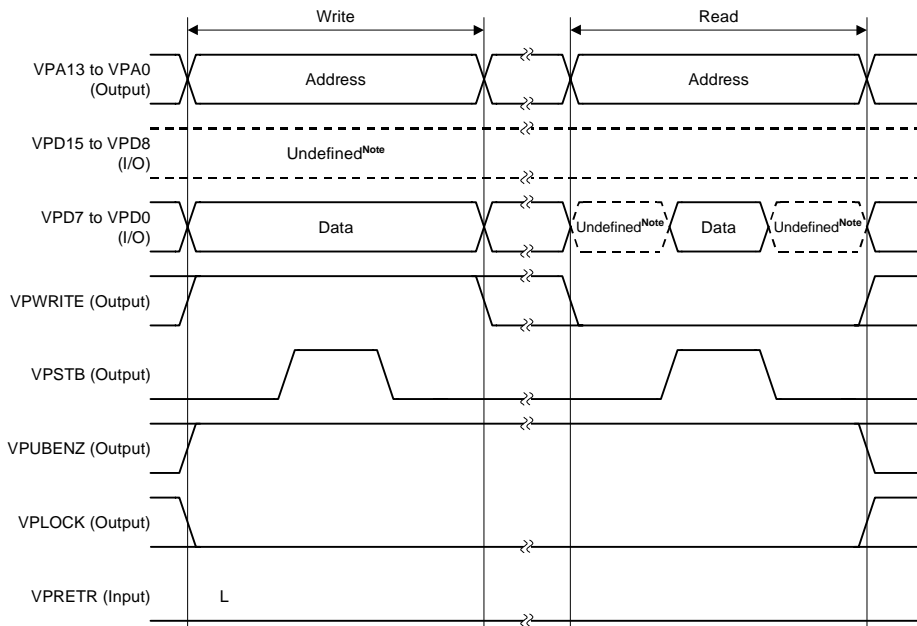 Write Read
VPA13 to VPA0
(Output)
Address Address
VPD15 to VPD8
(I/O)
UndefinedNote
VPD7 to VPD0
(I/O)
Data UndefinedNote Data UndefinedNote
VPWRITE (Output)
VPSTB (Output)
VPUBENZ (Output)
VPLOCK (Output)
VPRETR (Input) L